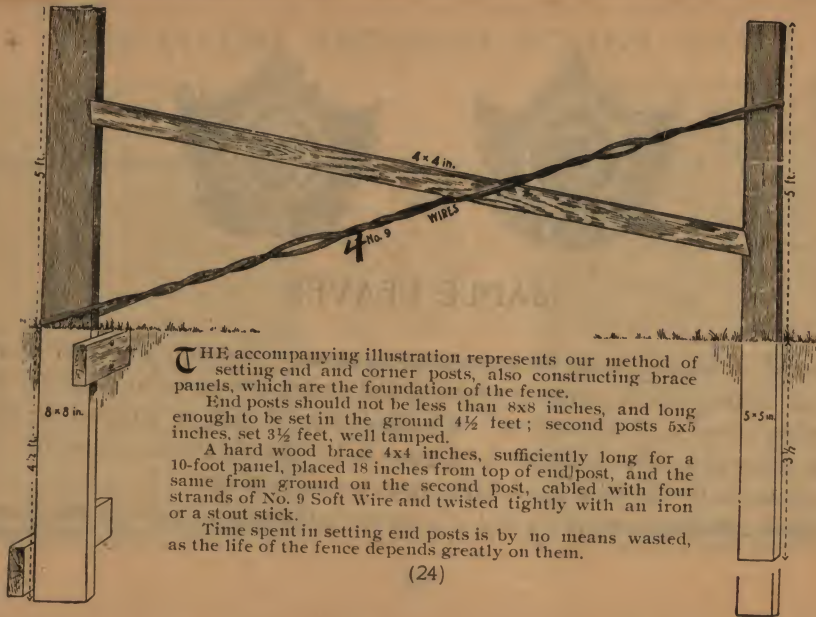 5 ft.
4 x 4 in.
4 No. 9 WIRES
5 ft.
8 x 8 in.
5 x 5 in.
3½
THE accompanying illustration represents our method of
setting end and corner posts, also constructing brace
panels, which are the foundation of the fence.
End posts should not be less than 8x8 inches, and long
enough to be set in the ground 4½ feet; second posts 5x5
inches, set 3½ feet, well tamped.
A hard wood brace 4x4 inches, sufficiently long for a
10-foot panel, placed 18 inches from top of end post, and the
same from ground on the second post, cabled with four
strands of No. 9 Soft Wire and twisted tightly with an iron
or a stout stick.
Time spent in setting end posts is by no means wasted,
as the life of the fence depends greatly on them.
(24)
MAPLE LEAVES